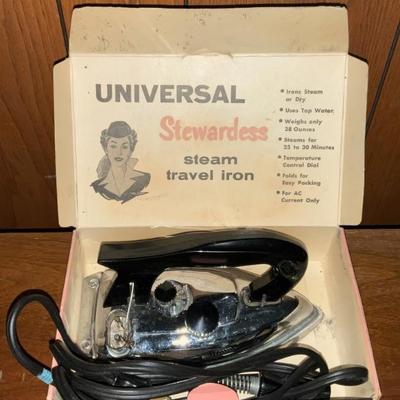 UNIVERSAL
Stewardess
steam
travel iron
• Irons Steam
or Dry
• Uses Tap Water
• Weighs only
28 Ounces
• Steams for
25 to 30 Minutes
• Temperature
Control Dial
• Folds for
Easy Packing
• For AC
Current Only